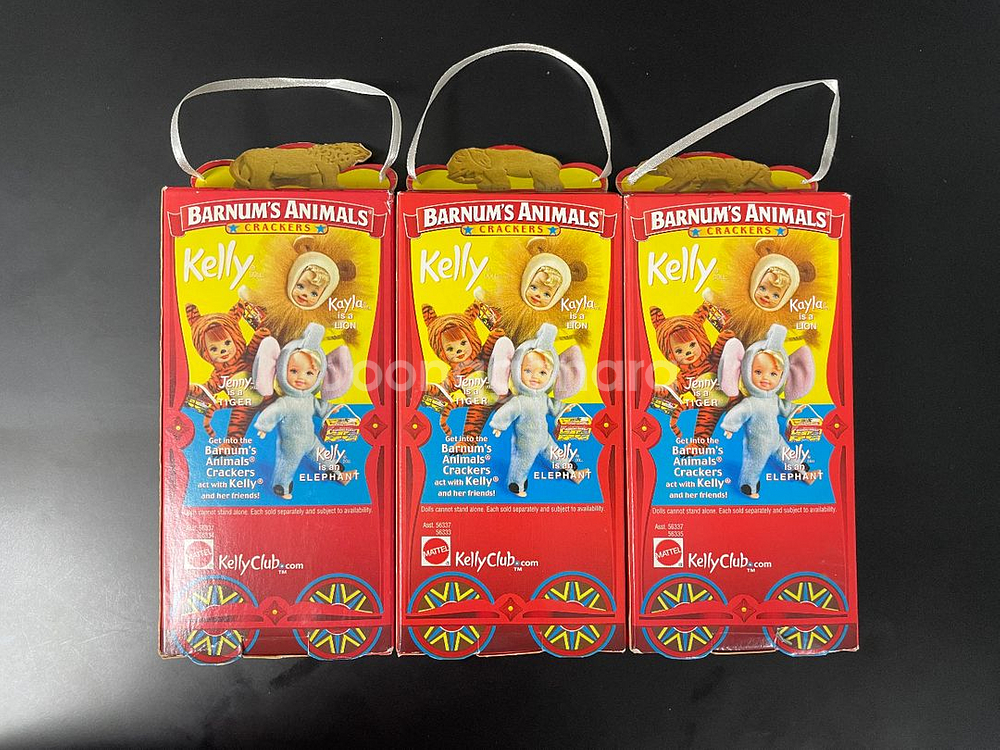 BARNUM'S ANIMALS®
CRACKERS
Kelly
Kayla
is a
LION
Jenny
is a
TIGER
Get into the
Barnum's
Animals®
Crackers
act with Kelly®
and her friends!
Kelly
is an
ELEPHANT
Dolls cannot stand alone. Each sold separately and subject to availability.
Asst. 56337
56334
MATTEL
KellyClub.com
TM
BARNUM'S ANIMALS®
CRACKERS
Kelly
Kayla
is a
LION
Jenny
is a
TIGER
Get into the
Barnum's
Animals®
Crackers
act with Kelly®
and her friends!
Kelly
is an
ELEPHANT
Dolls cannot stand alone. Each sold separately and subject to availability.
Asst. 56337
56333
MATTEL
KellyClub.com
TM
BARNUM'S ANIMALS®
CRACKERS
Kelly
Kayla
is a
LION
Jenny
is a
TIGER
Get into the
Barnum's
Animals®
Crackers
act with Kelly®
and her friends!
Kelly
is an
ELEPHANT
Dolls cannot stand alone. Each sold separately and subject to availability.
Asst. 56337
56335
MATTEL
KellyClub.com
TM